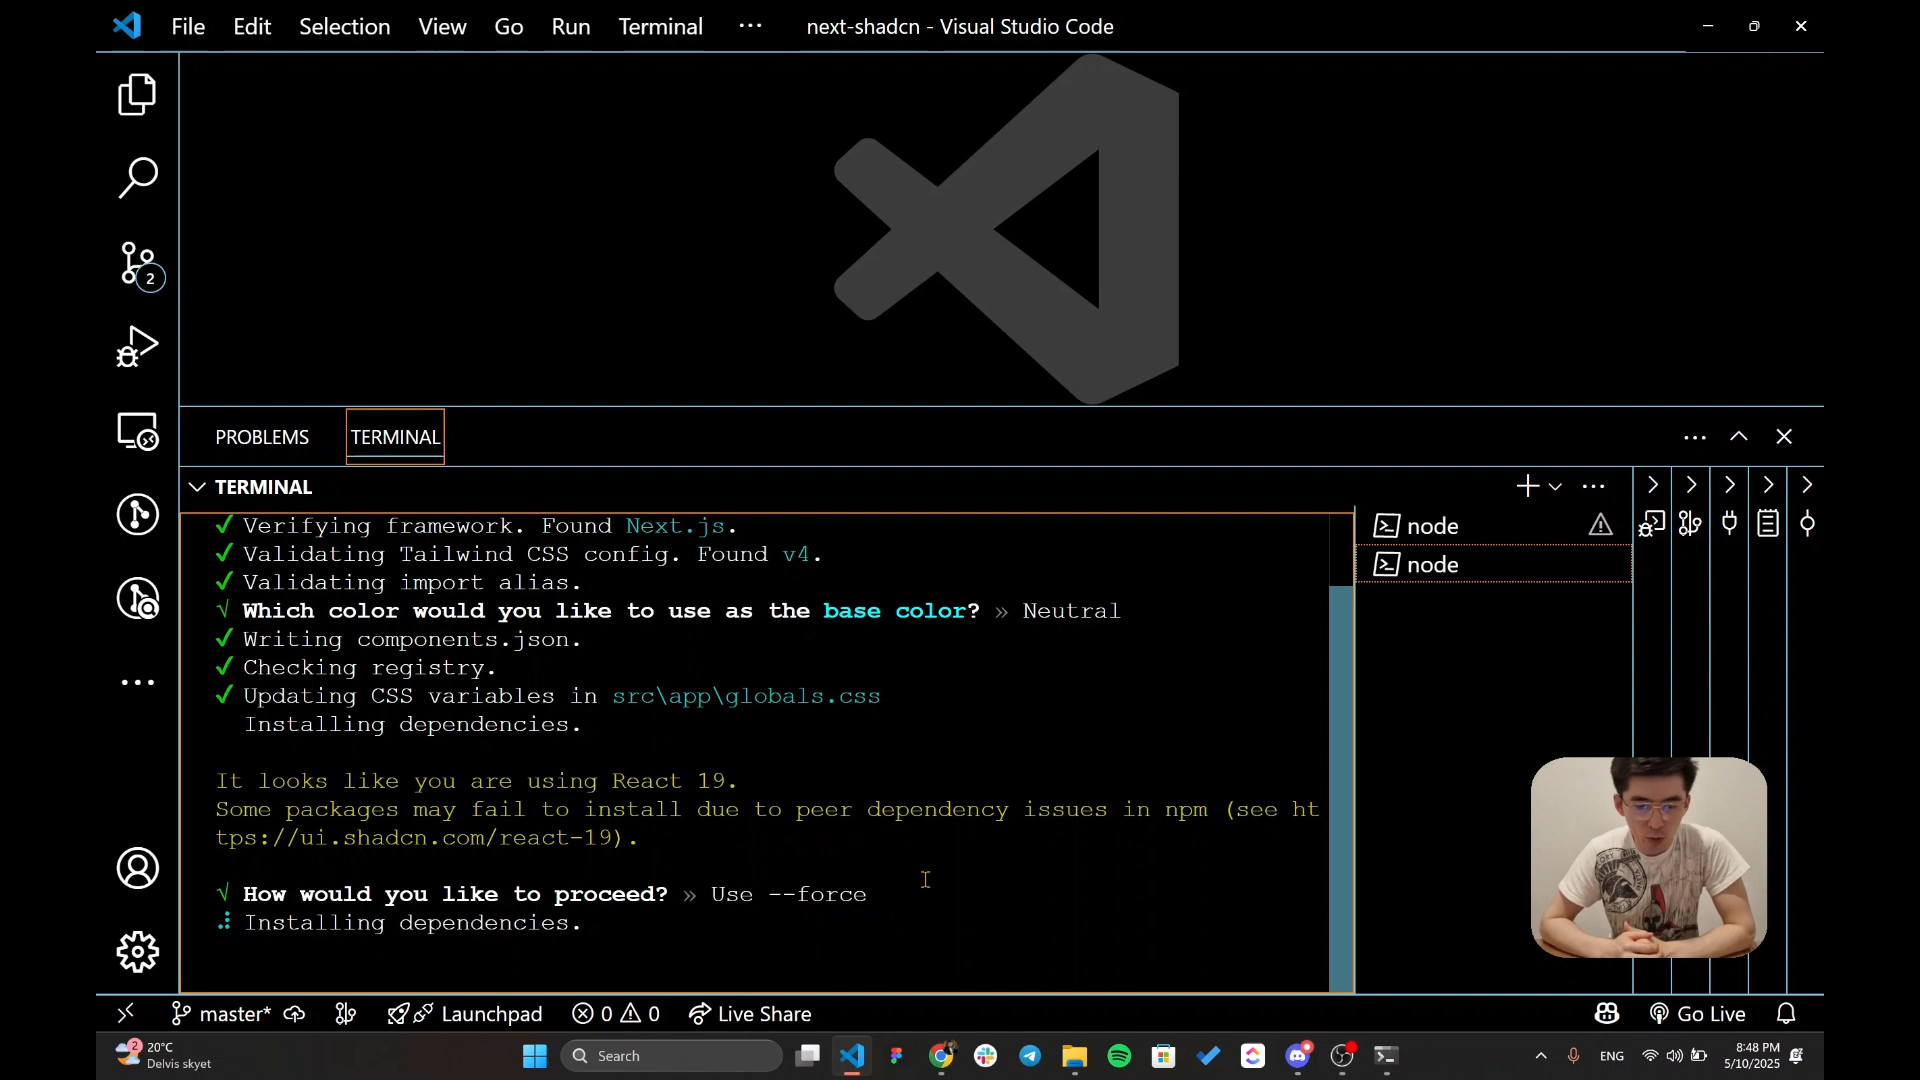 File Edit Selection View Go Run Terminal ··· next-shadcn - Visual Studio Code
2
PROBLEMS TERMINAL
TERMINAL
✓ Verifying framework. Found Next.js.
✓ Validating Tailwind CSS config. Found v4.
✓ Validating import alias.
√ Which color would you like to use as the base color? » Neutral
✓ Writing components.json.
✓ Checking registry.
✓ Updating CSS variables in src\app\globals.css
Installing dependencies.
It looks like you are using React 19.
Some packages may fail to install due to peer dependency issues in npm (see ht
tps://ui.shadcn.com/react-19).
√ How would you like to proceed? » Use --force
Installing dependencies.
node
node
master* Launchpad 0 0 Live Share Go Live
2 20°C
Delvis skyet
Search
ENG
8:48 PM
5/10/2025